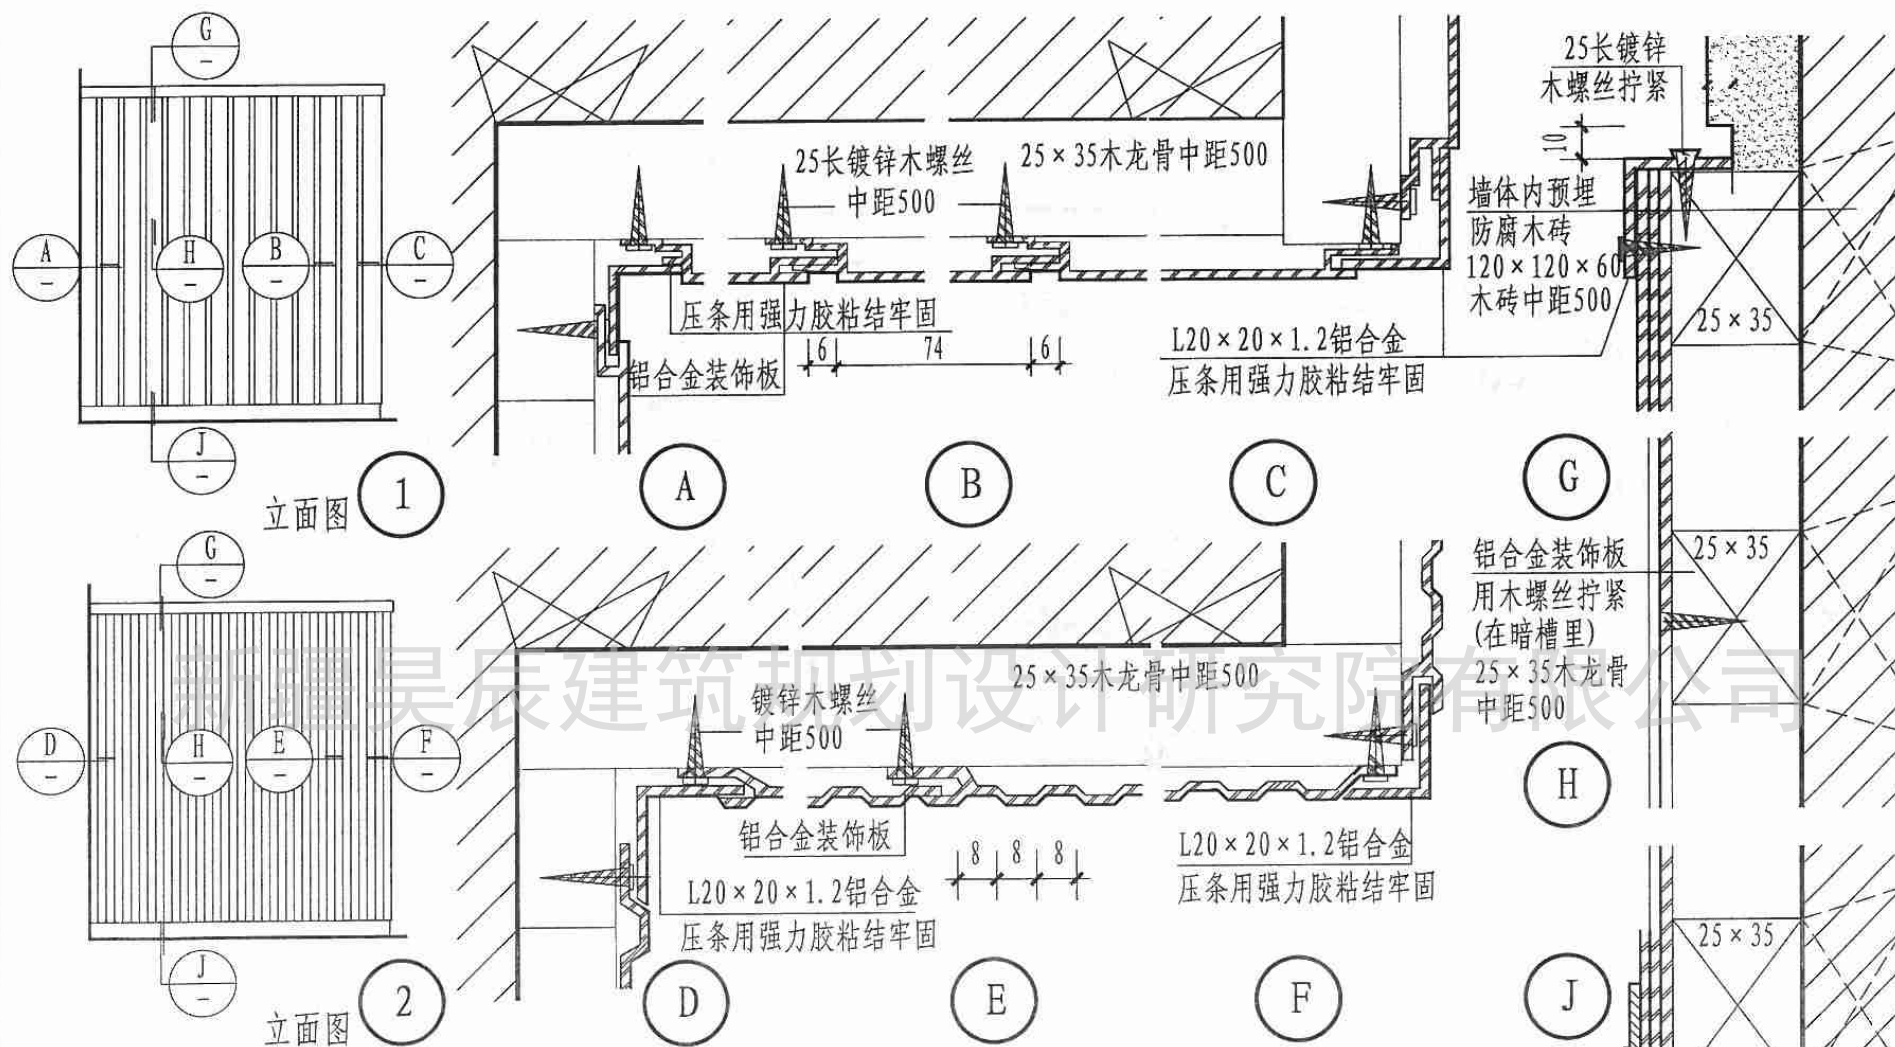 G
–
A
–
H
–
B
–
C
–
J
–
立面图
1
25长镀锌木螺丝
中距500
25×35木龙骨中距500
压条用强力胶粘结牢固
铝合金装饰板
6
74
6
L20×20×1.2铝合金
压条用强力胶粘结牢固
A
B
C
25长镀锌
木螺丝拧紧
10
墙体内预埋
防腐木砖
120×120×60
木砖中距500
25×35
G
G
–
D
–
H
–
E
–
F
–
J
–
立面图
2
镀锌木螺丝
中距500
25×35木龙骨中距500
铝合金装饰板
L20×20×1.2铝合金
压条用强力胶粘结牢固
8
8
8
L20×20×1.2铝合金
压条用强力胶粘结牢固
D
E
F
铝合金装饰板
用木螺丝拧紧
(在暗槽里)
25×35木龙骨
中距500
25×35
H
25×35
J
新疆昊辰建筑规划设计研究院有限公司